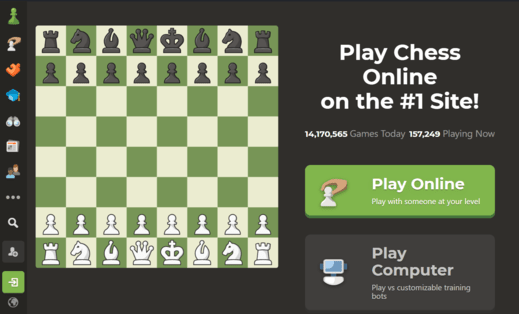 Play Chess
Online
on the #1 Site!
14,170,565 Games Today 157,249 Playing Now
Play Online
Play with someone at your level
Play
Computer
Play vs customizable training
bots